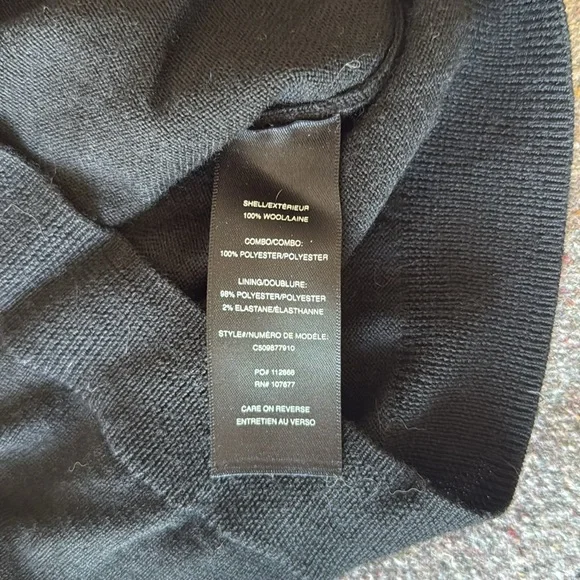 SHELL/EXTÉRIEUR
100% WOOL/LAINE
COMBO/COMBO:
100% POLYESTER/POLYESTER
LINING/DOUBLURE:
98% POLYESTER/POLYESTER
2% ELASTANE/ÉLASTHANNE
STYLE#/NUMÉRO DE MODÈLE:
C509877910
PO# 112868
RN# 107677
CARE ON REVERSE
ENTRETIEN AU VERSO